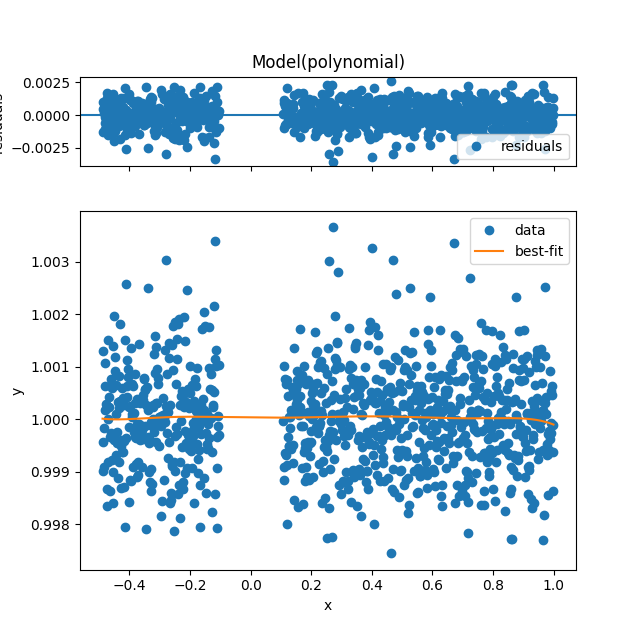 Model(polynomial)
0.0025
0.0000
−0.0025
residuals
residuals
data
best-fit
1.003
1.002
1.001
1.000
0.999
0.998
y
−0.4
−0.2
0.0
0.2
0.4
0.6
0.8
1.0
x